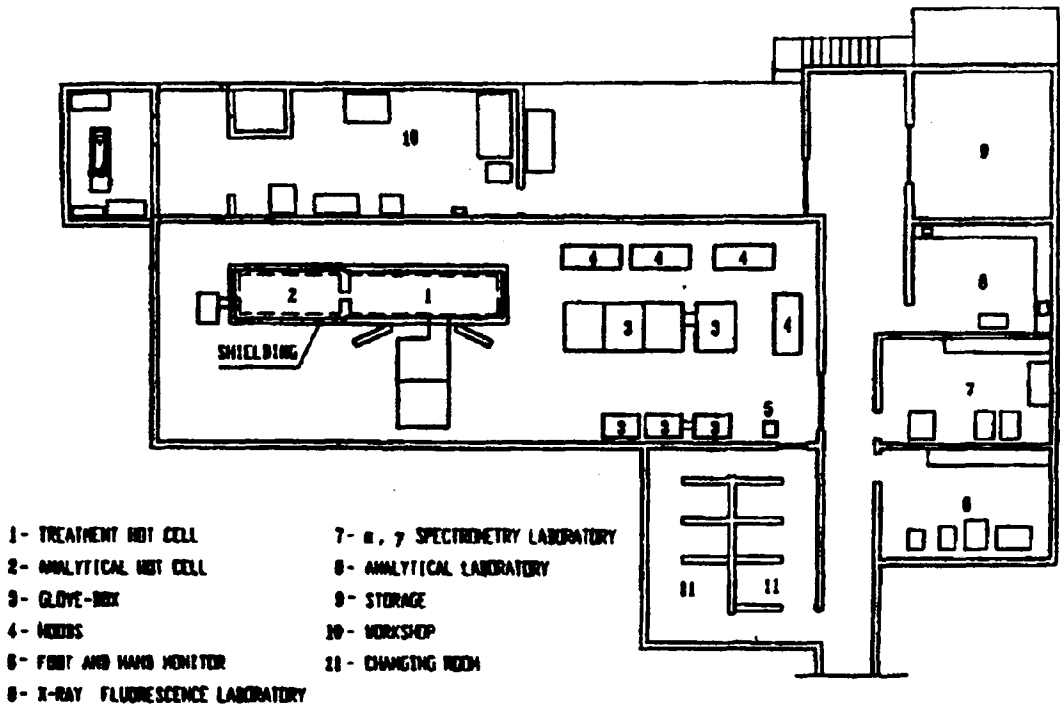 10
9
4
4
4
8
2
1
3
3
4
SHIELDING
7
5
3
3
3
6
11
11
1- TREATMENT HOT CELL
2- ANALYTICAL HOT CELL
3- GLOVE-BOX
4- HOODS
5- FOOT AND HAND MONITOR
6- X-RAY FLUORESCENCE LABORATORY
7- α, γ SPECTROMETRY LABORATORY
8- ANALYTICAL LABORATORY
9- STORAGE
10- WORKSHOP
11- CHANGING ROOM